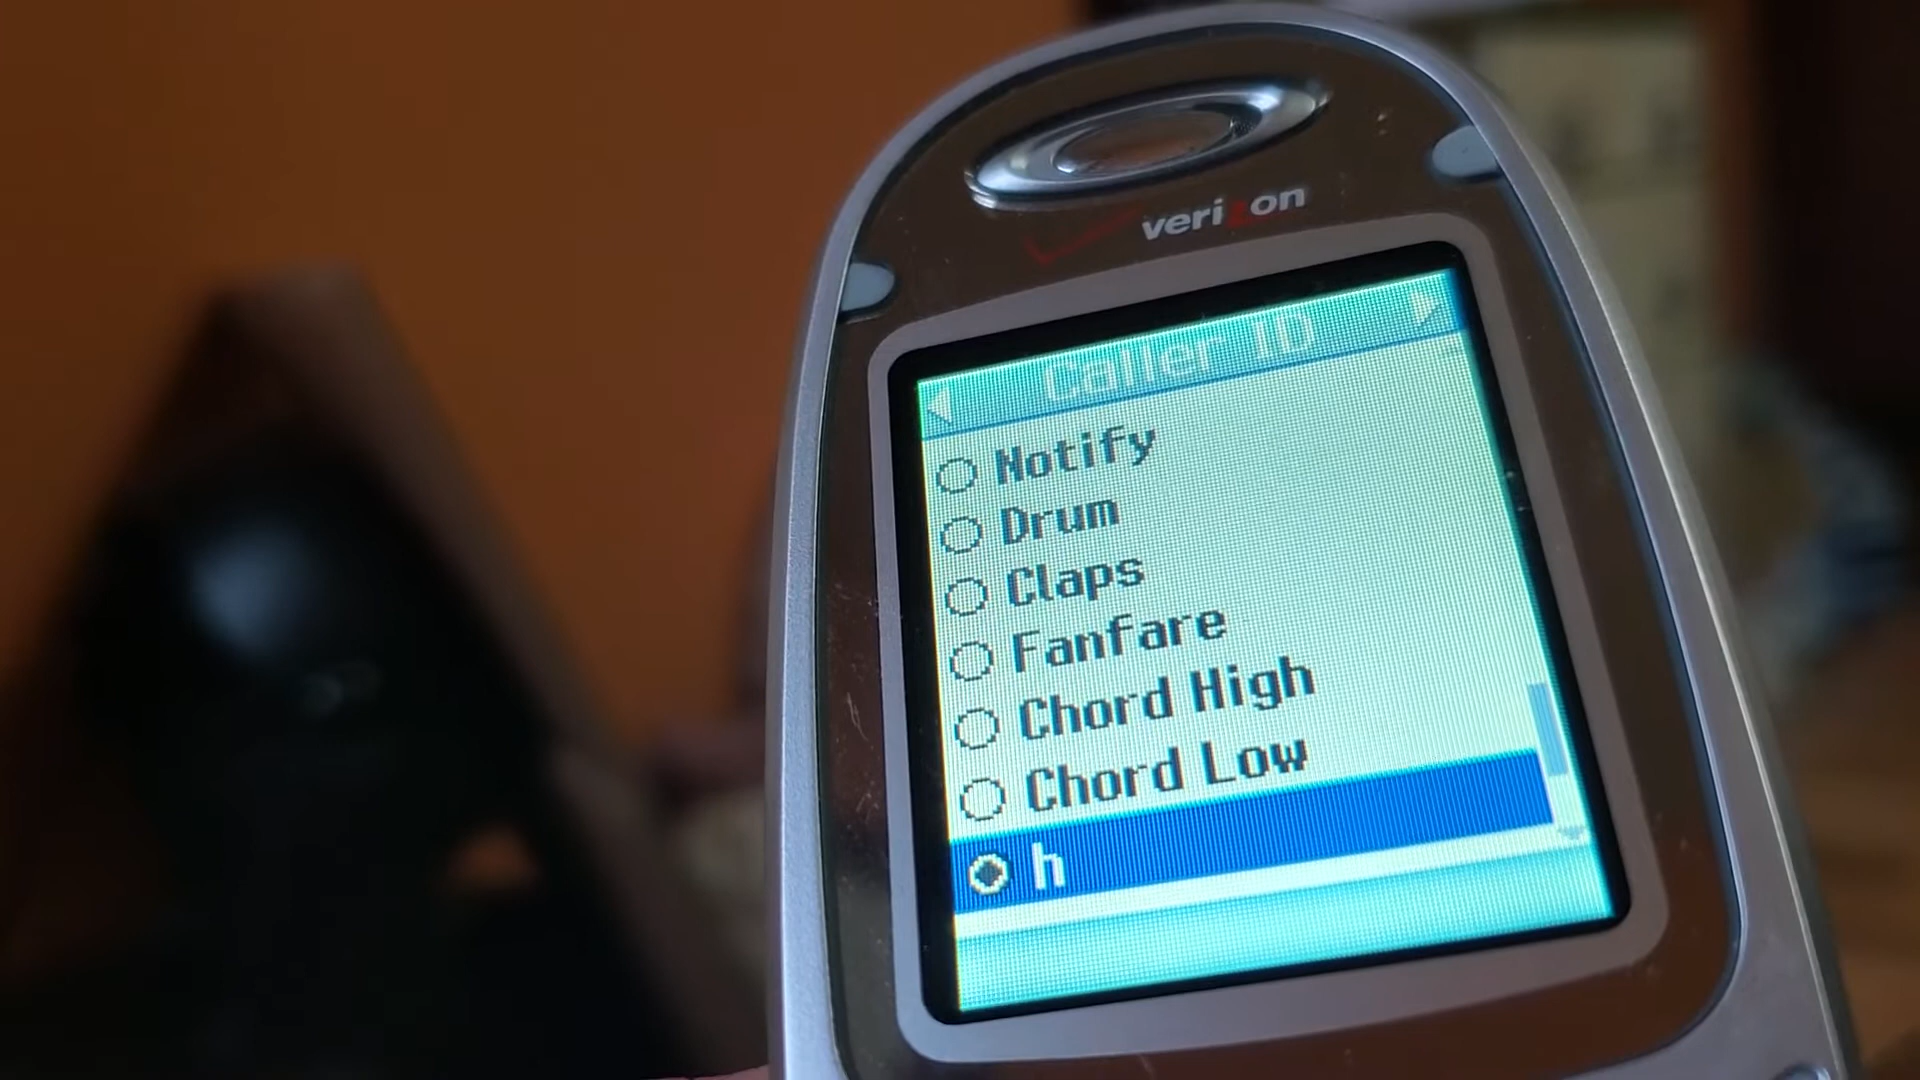 verizon
Caller ID
Notify
Drum
Claps
Fanfare
Chord High
Chord Low
h